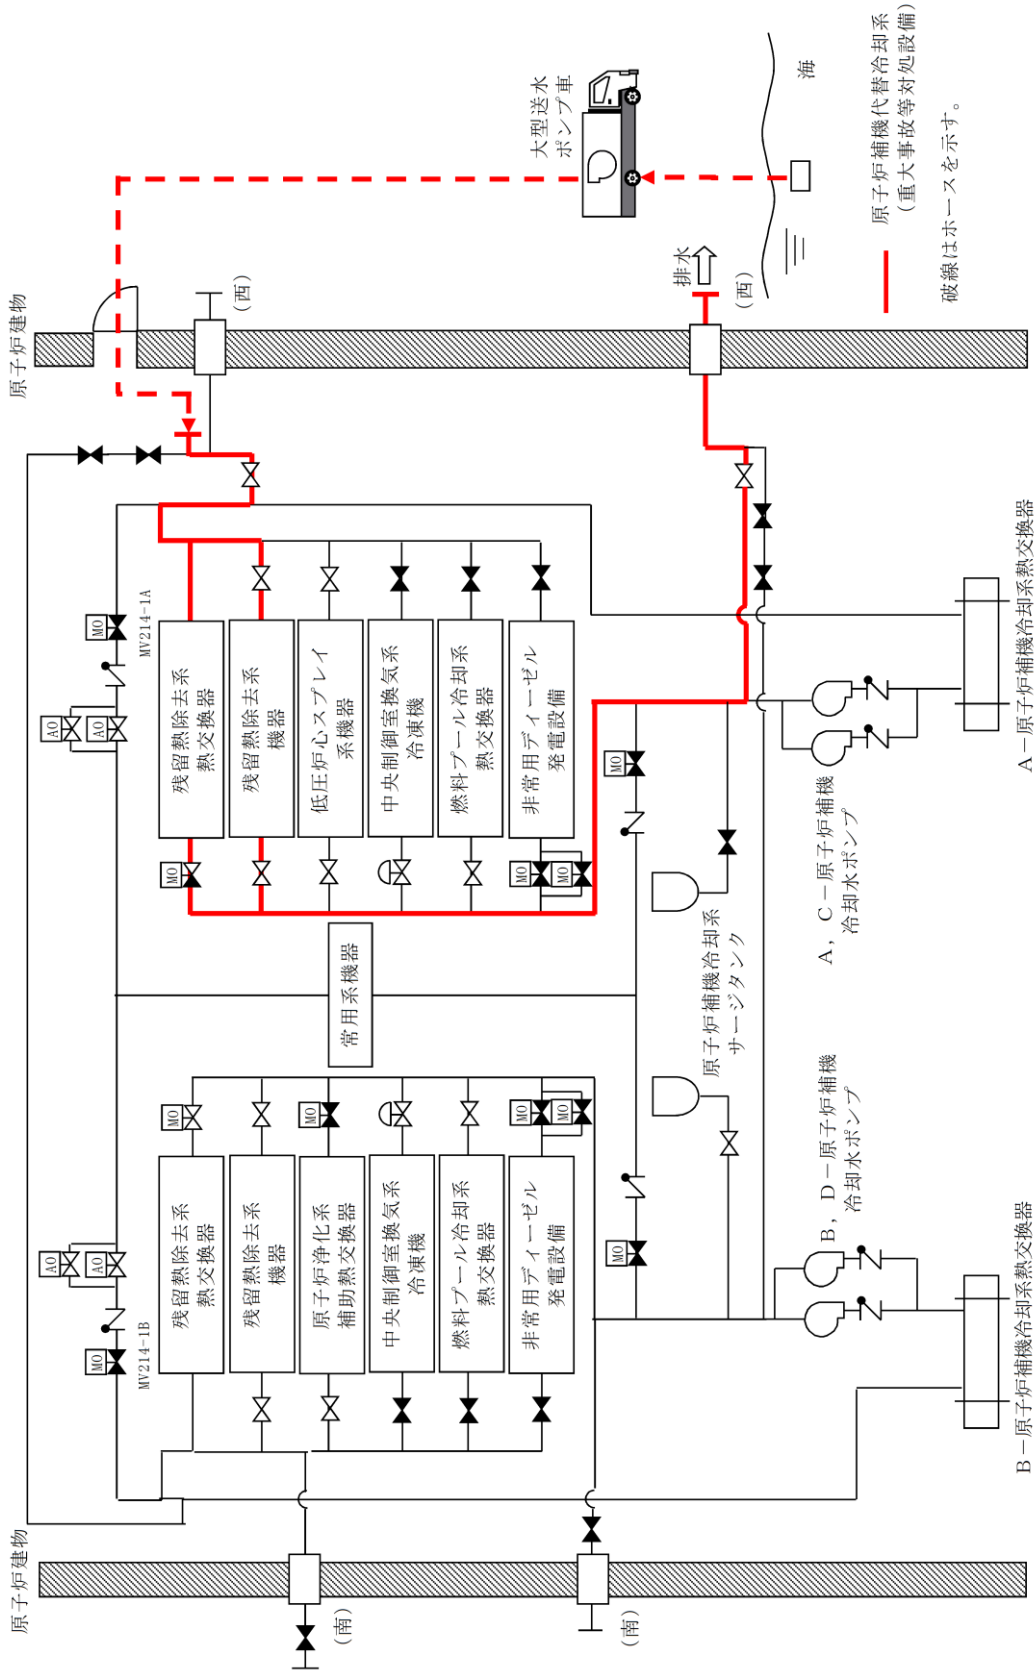 原子炉建物
原子炉建物
(南)
(南)
(西)
(西)
排水
大型送水
ポンプ車
海
原子炉補機代替冷却系
(重大事故等対処設備)
破線はホースを示す。
AO
AO
MO
MV214-1B
AO
AO
MO
MV214-1A
残留熱除去系
熱交換器
残留熱除去系
機器
原子炉浄化系
補助熱交換器
中央制御室換気系
冷凍機
燃料プール冷却系
熱交換器
非常用ディーゼル
発電設備
MO
MO
MO
MO
常用系機器
MO
MO
MO
残留熱除去系
熱交換器
残留熱除去系
機器
低圧炉心スプレイ
系機器
中央制御室換気系
冷凍機
燃料プール冷却系
熱交換器
非常用ディーゼル
発電設備
MO
MO
原子炉補機冷却系
サージタンク
B，D－原子炉補機
冷却水ポンプ
A，C－原子炉補機
冷却水ポンプ
B－原子炉補機冷却系熱交換器
A－原子炉補機冷却系熱交換器